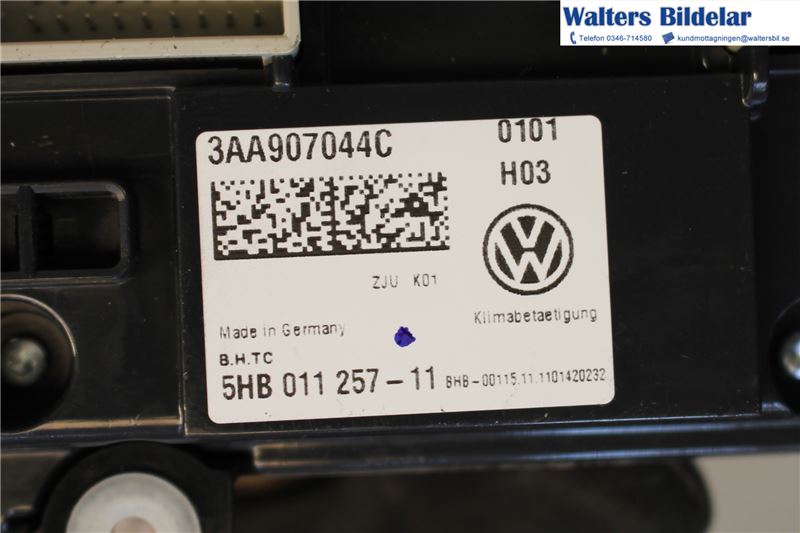 Walters Bildelar
Telefon 0346-714580 kundmottagningen@waltersbil.se
3AA907044C 0101
H03
ZJU K01
Klimabetaetigung
Made in Germany
B.H.TC
5HB 011 257-11 BHB-00115.11.1101420232